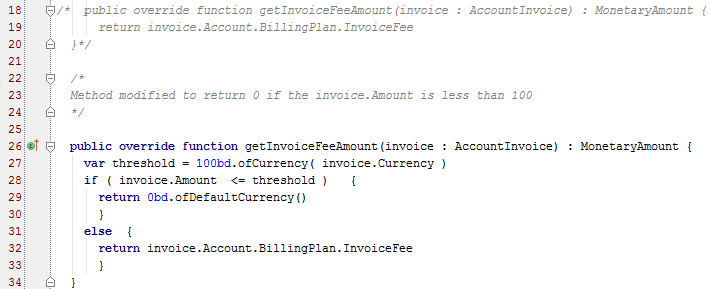 18 /*  public override function getInvoiceFeeAmount(invoice : AccountInvoice) : MonetaryAmount {
19 return invoice.Account.BillingPlan.InvoiceFee
20 }*/
21
22 /*
23 Method modified to return 0 if the invoice.Amount is less than 100
24 */
25
26 public override function getInvoiceFeeAmount(invoice : AccountInvoice) : MonetaryAmount {
27 var threshold = 100bd.ofCurrency( invoice.Currency )
28 if ( invoice.Amount  <= threshold )   {
29 return 0bd.ofDefaultCurrency()
30 }
31 else  {
32 return invoice.Account.BillingPlan.InvoiceFee
33 }
34 }